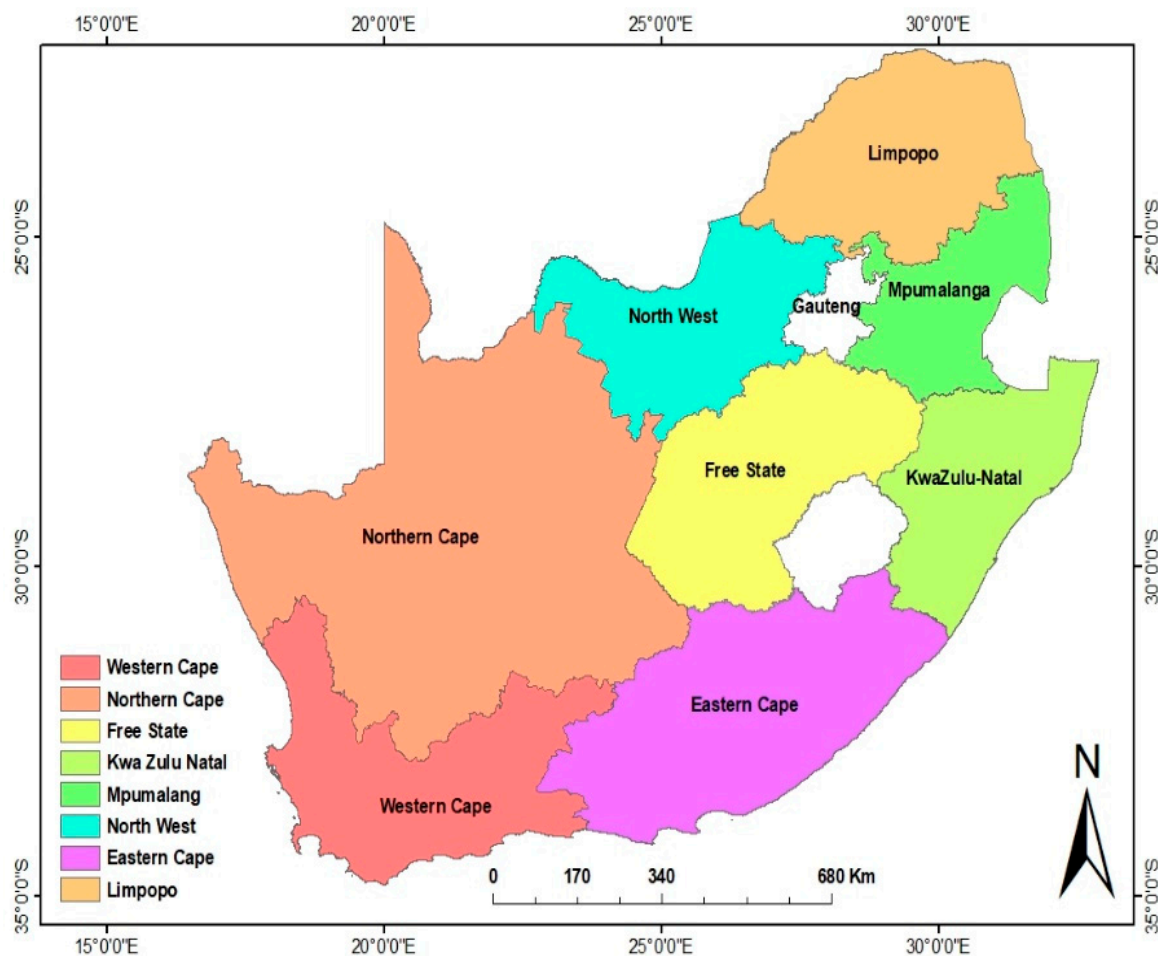 15°0'0"E 20°0'0"E 25°0'0"E 30°0'0"E
Limpopo
25°0'0"S 25°0'0"S
Mpumalanga
Gauteng
North West
Free State
KwaZulu-Natal
Northern Cape
30°0'0"S 30°0'0"S
Western Cape
Northern Cape
Free State
Kwa Zulu Natal
Mpumalang
North West
Eastern Cape
Limpopo
Eastern Cape
Western Cape
N
0 170 340 680 Km
35°0'0"S 35°0'0"S
15°0'0"E 20°0'0"E 25°0'0"E 30°0'0"E